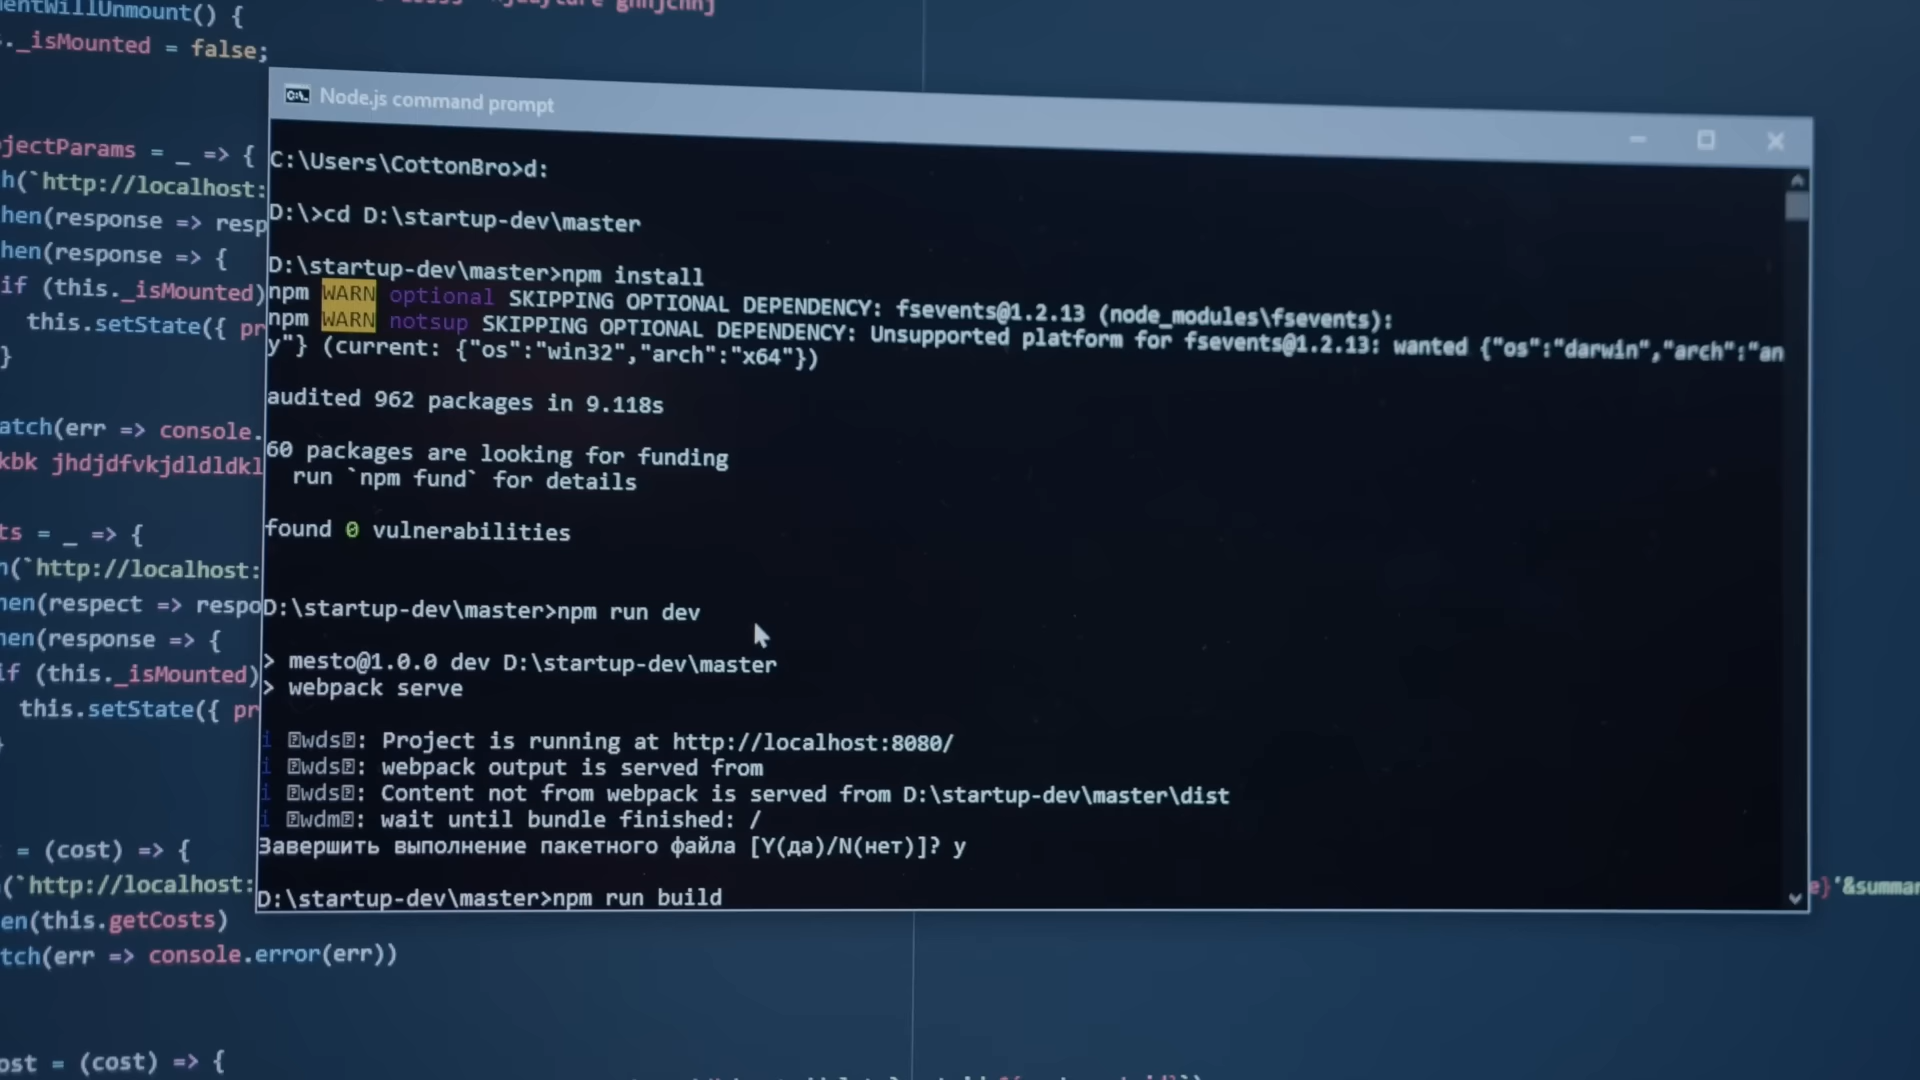 _isMounted = false;
Node.js command prompt
C:\Users\CottonBro>d:
D:\>cd D:\startup-dev\master
D:\startup-dev\master>npm install
npm WARN optional SKIPPING OPTIONAL DEPENDENCY: fsevents@1.2.13 (node_modules\fsevents):
npm WARN notsup SKIPPING OPTIONAL DEPENDENCY: Unsupported platform for fsevents@1.2.13: wanted {"os":"darwin","arch":"an
y"} (current: {"os":"win32","arch":"x64"})
audited 962 packages in 9.118s
60 packages are looking for funding
run `npm fund` for details
found 0 vulnerabilities
D:\startup-dev\master>npm run dev
> mesto@1.0.0 dev D:\startup-dev\master
> webpack serve
i wds: Project is running at http://localhost:8080/
i wds: webpack output is served from
i wds: Content not from webpack is served from D:\startup-dev\master\dist
i wdm: wait until bundle finished: /
Завершить выполнение пакетного файла [Y(да)/N(нет)]? y
D:\startup-dev\master>npm run build
entWillUnmount() {
jectParams = _ => {
h(`http://localhost:
hen(response => resp
hen(response => {
if (this._isMounted)
this.setState({ pr
}
atch(err => console.
kbk jhdjdfvkjdldldkl
ts = _ => {
n(`http://localhost:
hen(respect => respo
hen(response => {
if (this._isMounted)
this.setState({ pr
= (cost) => {
(`http://localhost:
en(this.getCosts)
tch(err => console.error(err))
ost = (cost) => {
e}'&summar